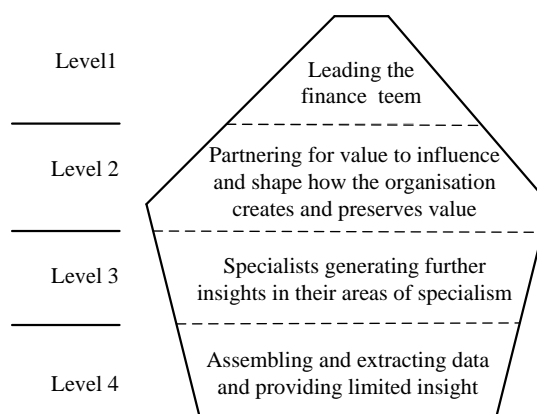 Level1
Leading the
finance teem
Level 2
Partnering for value to influence
and shape how the organisation
creates and preserves value
Level 3
Specialists generating further
insights in their areas of specialism
Level 4
Assembling and extracting data
and providing limited insight